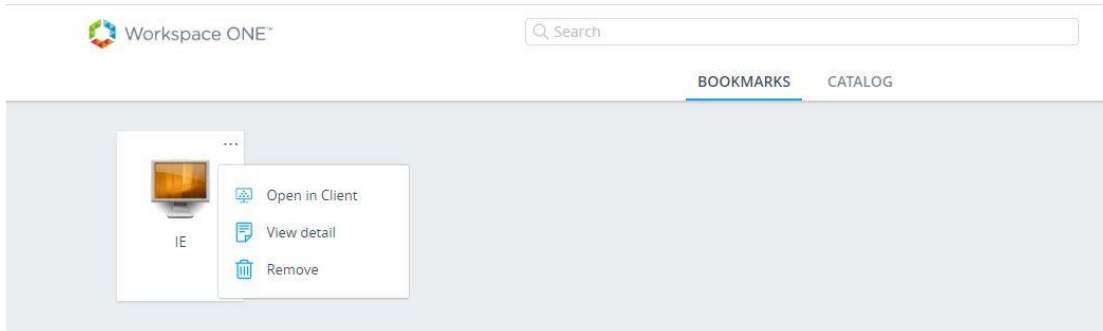 Workspace ONE™
Search
BOOKMARKS CATALOG
...
IE
Open in Client
View detail
Remove